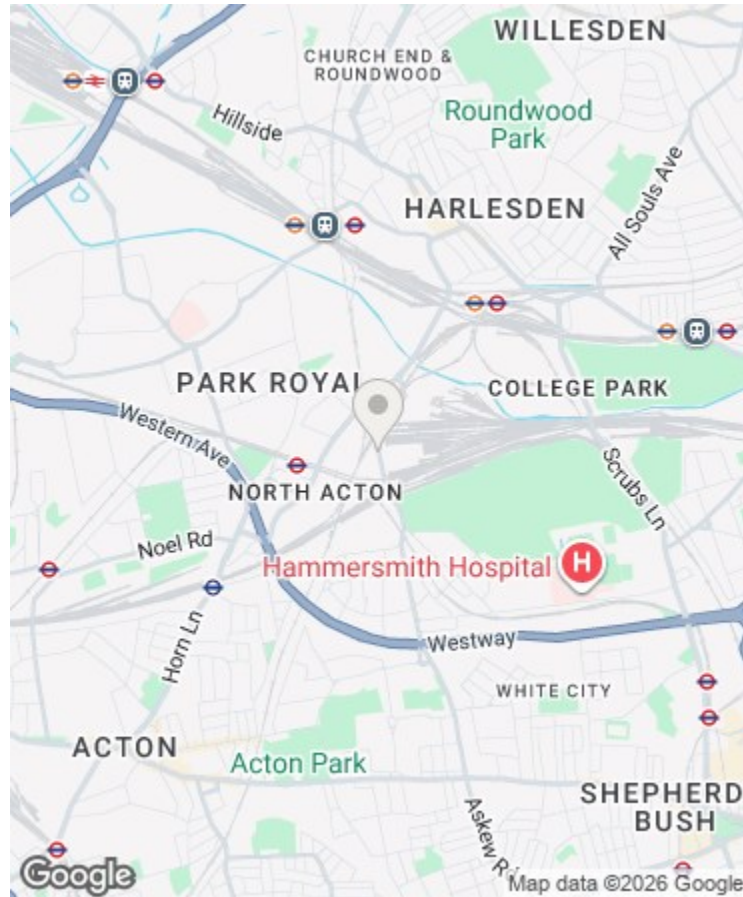 WILLESDEN
CHURCH END &
ROUNDWOOD
Roundwood
Park
Hillside
All Souls Ave
HARLESDEN
PARK ROYAL
COLLEGE PARK
Western Ave
NORTH ACTON
Scrubs Ln
Noel Rd
Hammersmith Hospital
H
Horn Ln
Westway
WHITE CITY
ACTON
Acton Park
SHEPHERD
BUSH
Askew Rd
Google
Map data ©2026 Google